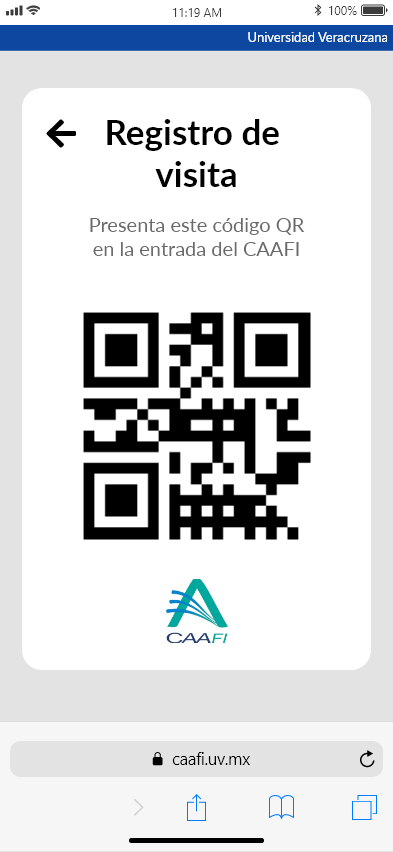 11:19 AM
100%
Universidad Veracruzana
Registro de
visita
Presenta este código QR
en la entrada del CAAFI
CAAFI
caafi.uv.mx